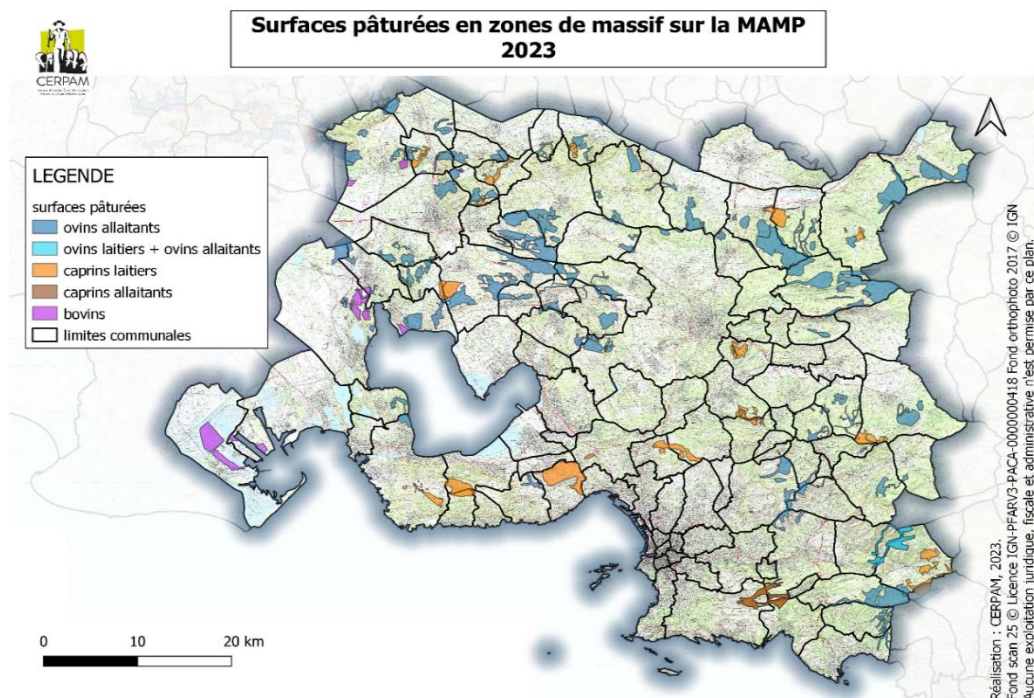 Surfaces pâturées en zones de massif sur la MAMP
2023
CERPAM
LEGENDE
surfaces pâturées
ovins allaitants
ovins laitiers + ovins allaitants
caprins laitiers
caprins allaitants
bovins
limites communales
0 10 20 km
Réalisation : CERPAM, 2023.
Fond scan 25 © Licence IGN-PFARV3-PACA-0000000418 Fond orthophoto 2017 © IGN
Aucune exploitation juridique, fiscale et administrative n'est permise par ce plan.